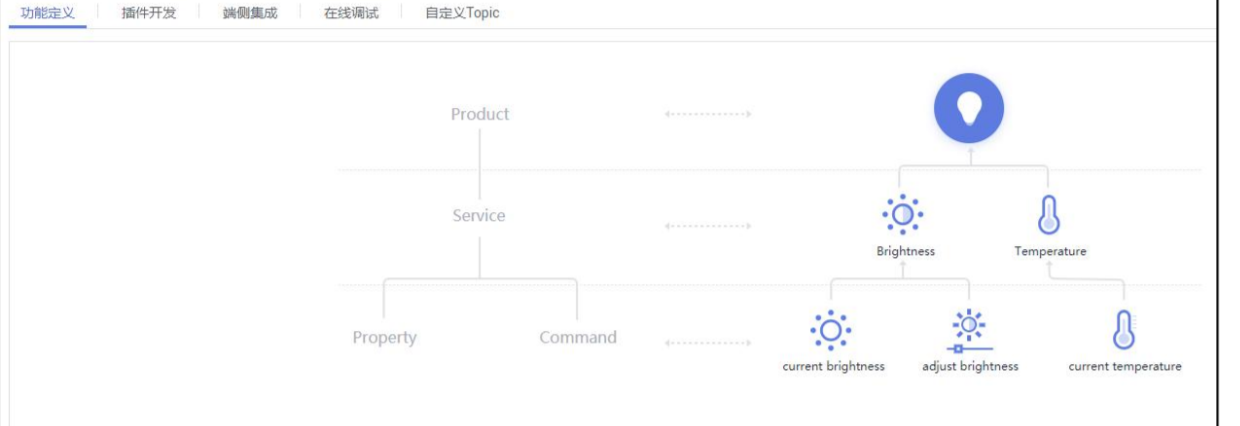 功能定义 插件开发 端侧集成 在线调试 自定义Topic
Product
Service
Brightness Temperature
Property Command
current brightness adjust brightness current temperature